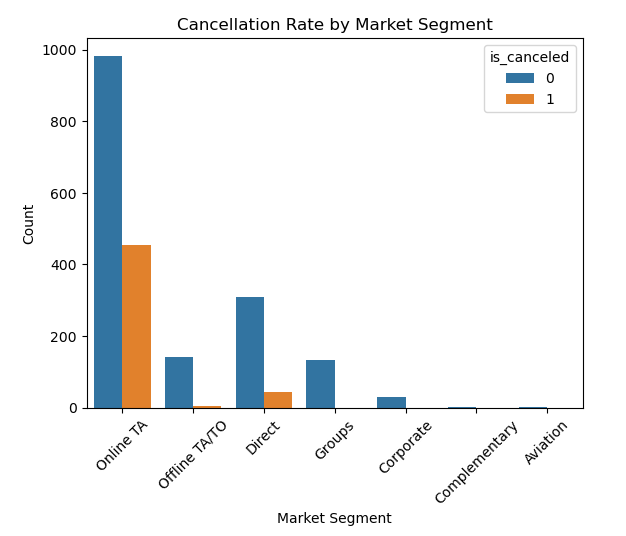 Cancellation Rate by Market Segment
is_canceled
0
1
1000
800
600
400
200
0
Count
Online TA
Offline TA/TO
Direct
Groups
Corporate
Complementary
Aviation
Market Segment